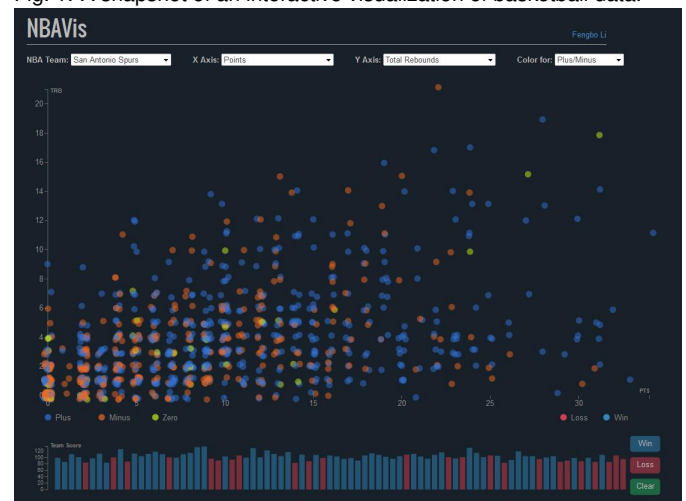 Fig. 1: A snapshot of an interactive visualization of basketball data.
NBAVis
Fengbo Li
NBA Team: San Antonio Spurs X Axis: Points Y Axis: Total Rebounds Color for: Plus/Minus
TRB
20
18
16
14
12
10
8
6
4
2
0
0 5 10 15 20 25 30
PTS
Plus Minus Zero Loss Win
Team Score
120
100
80
60
40
20
0
Win
Loss
Clear